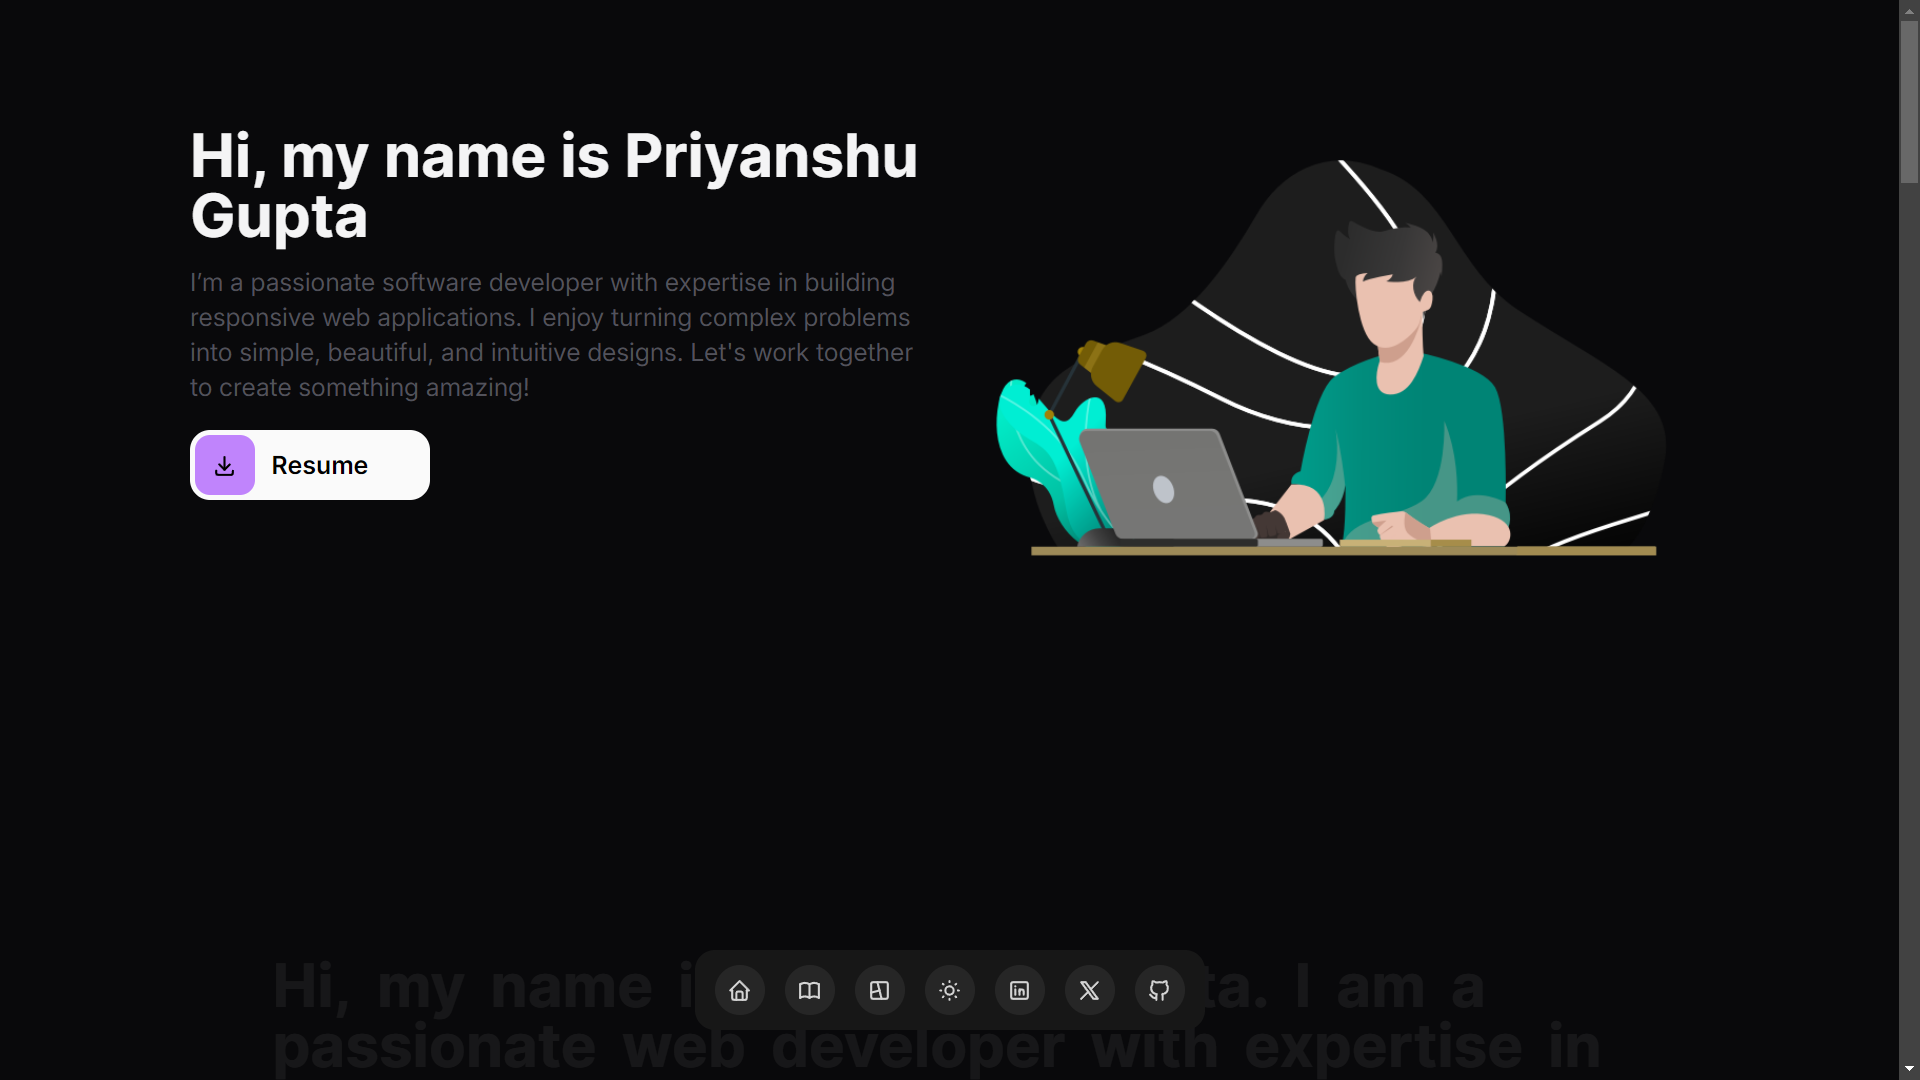 Hi, my name is Priyanshu
Gupta
I’m a passionate software developer with expertise in building
responsive web applications. I enjoy turning complex problems
into simple, beautiful, and intuitive designs. Let's work together
to create something amazing!
Resume
Hi, my name ta. I am a
passionate web developer with expertise in